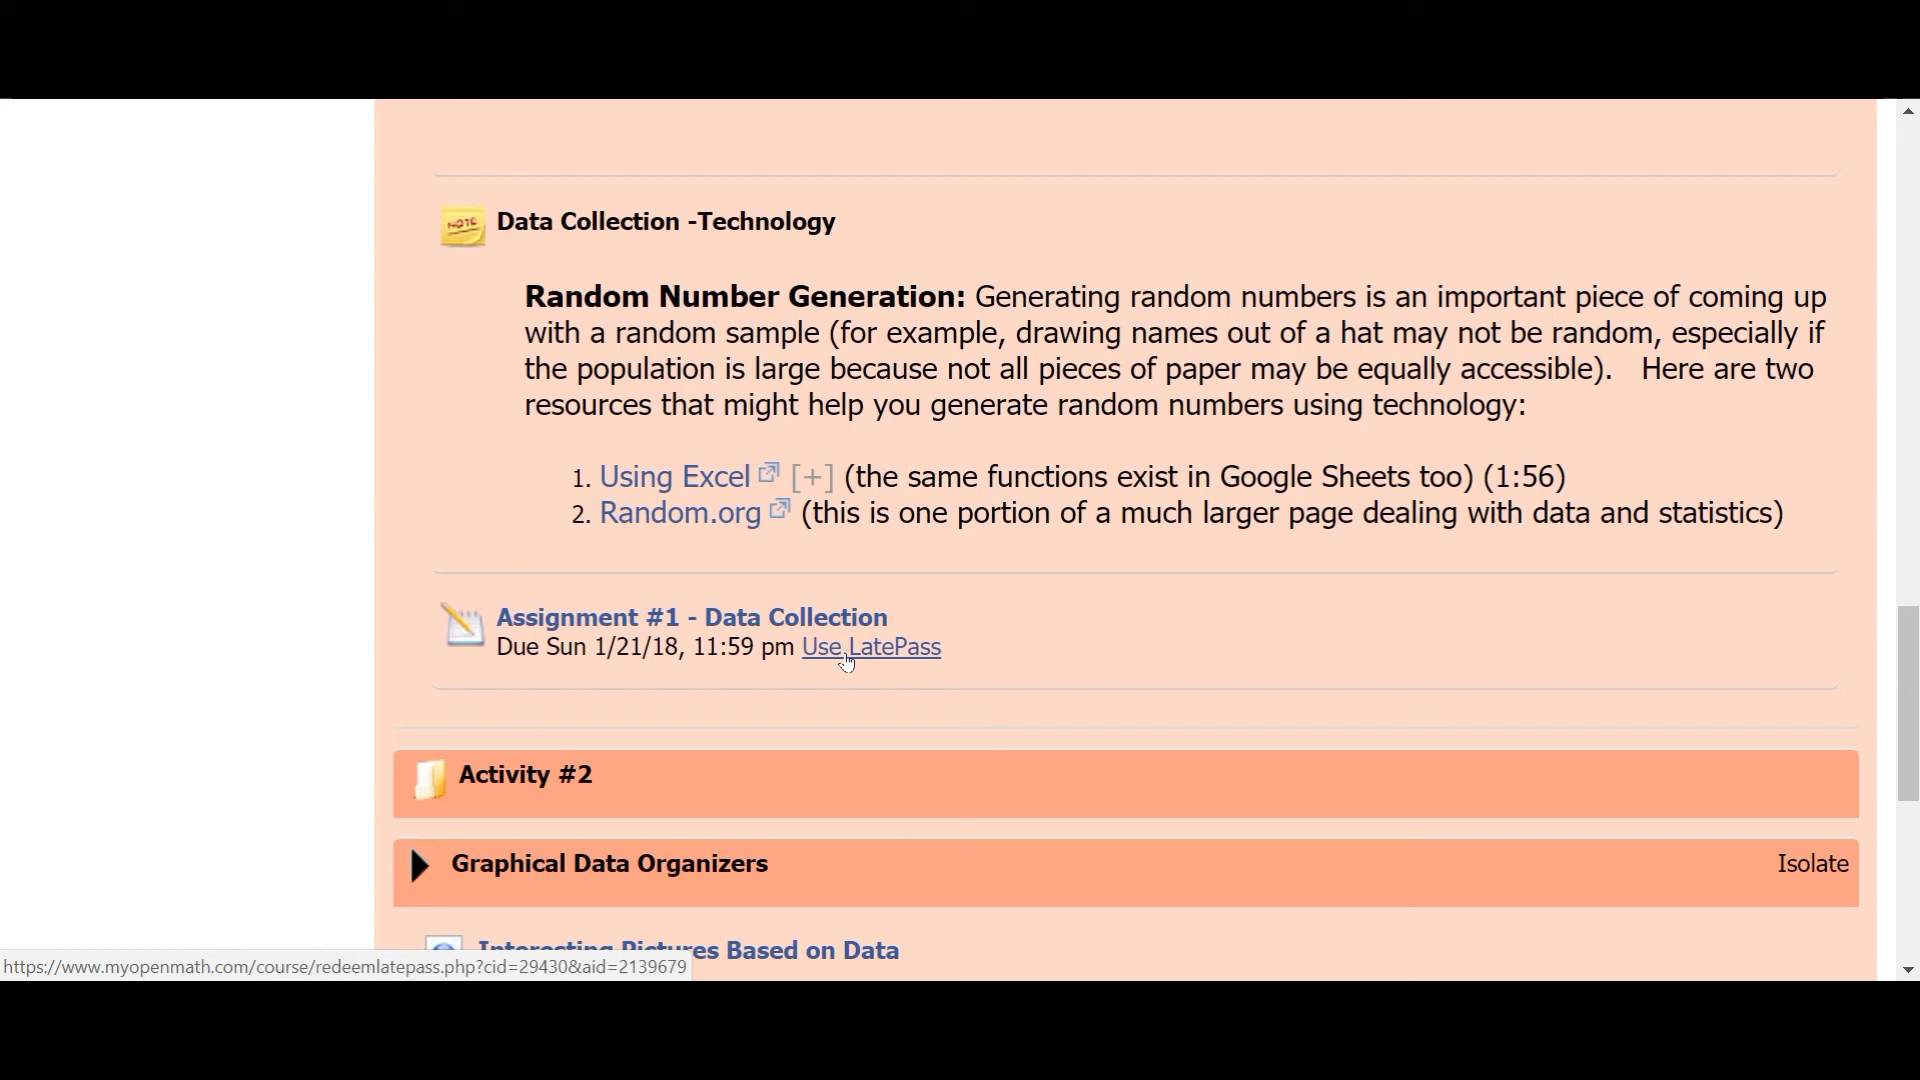 Data Collection -Technology
NOTE
Random Number Generation: Generating random numbers is an important piece of coming up
with a random sample (for example, drawing names out of a hat may not be random, especially if
the population is large because not all pieces of paper may be equally accessible). Here are two
resources that might help you generate random numbers using technology:
1. Using Excel [+] (the same functions exist in Google Sheets too) (1:56)
2. Random.org (this is one portion of a much larger page dealing with data and statistics)
Assignment #1 - Data Collection
Due Sun 1/21/18, 11:59 pm Use LatePass
Activity #2
Graphical Data Organizers Isolate
Interesting Pictures Based on Data
https://www.myopenmath.com/course/redeemlatepass.php?cid=29430&aid=2139679